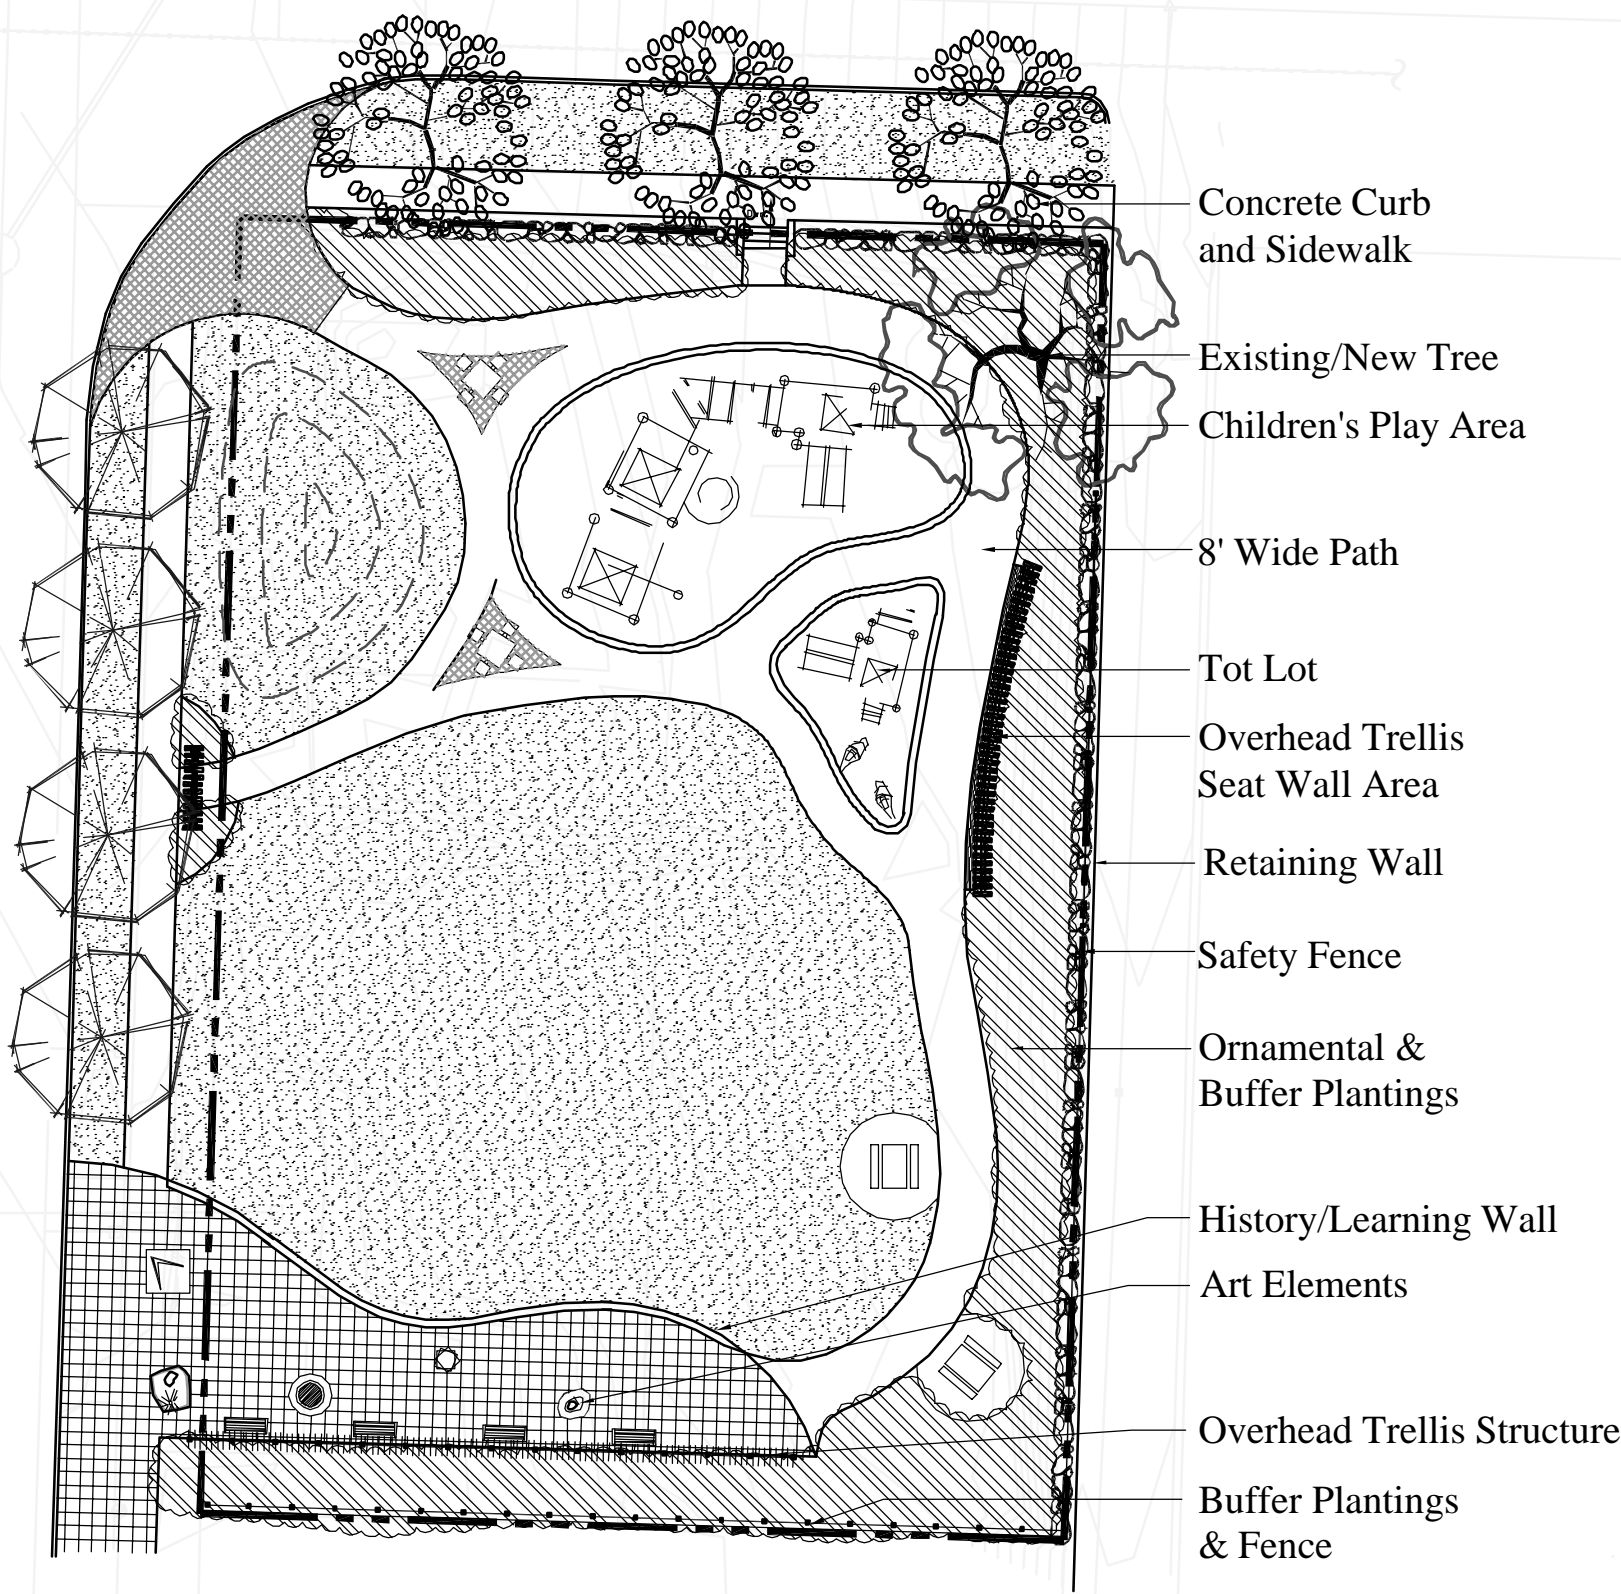 Concrete Curb
and Sidewalk
Existing/New Tree
Children's Play Area
8' Wide Path
Tot Lot
Overhead Trellis
Seat Wall Area
Retaining Wall
Safety Fence
Ornamental &
Buffer Plantings
History/Learning Wall
Art Elements
Overhead Trellis Structure
Buffer Plantings
& Fence